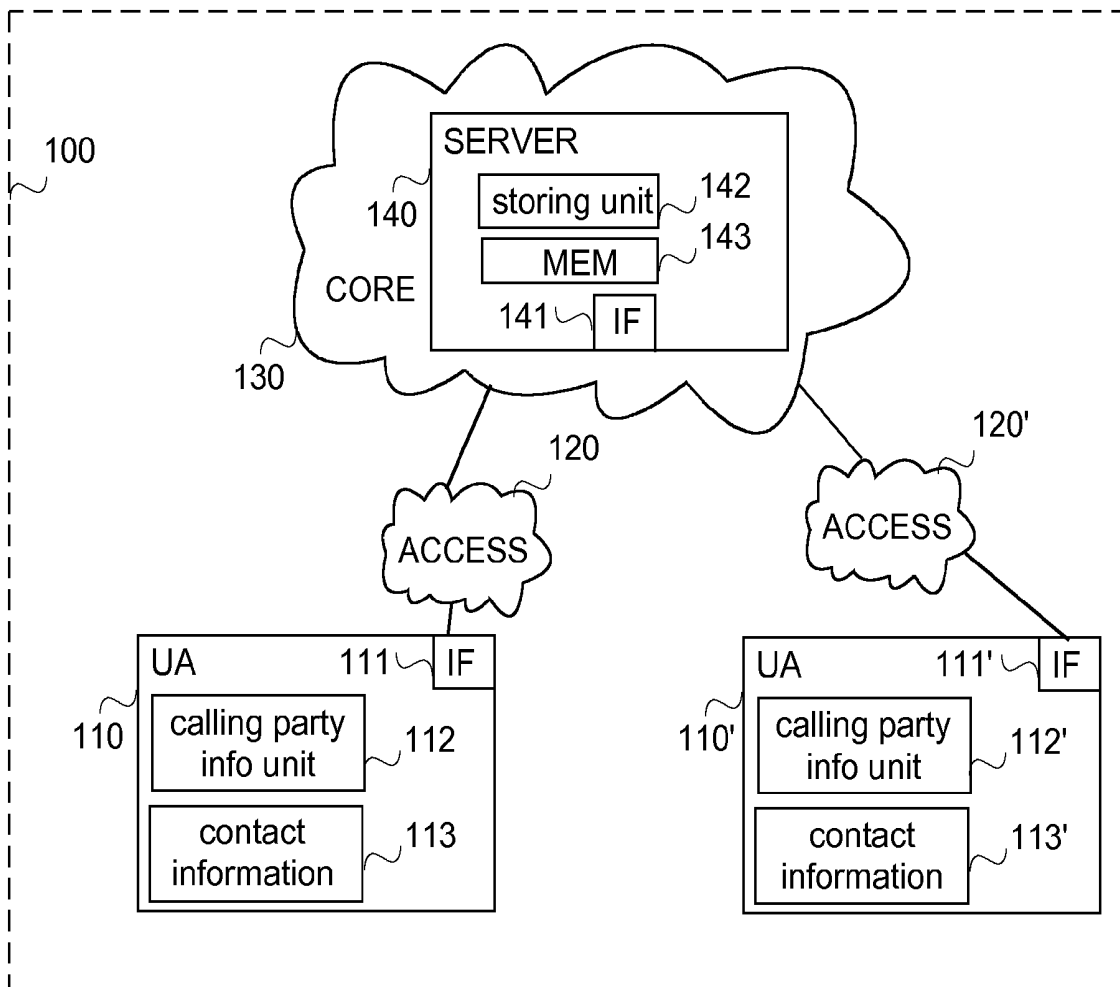 100
SERVER
140
storing unit
142
MEM
143
CORE
141
IF
130
120
120'
ACCESS
ACCESS
UA
111
IF
110
calling party
info unit
112
contact
information
113
UA
111'
IF
110'
calling party
info unit
112'
contact
information
113'